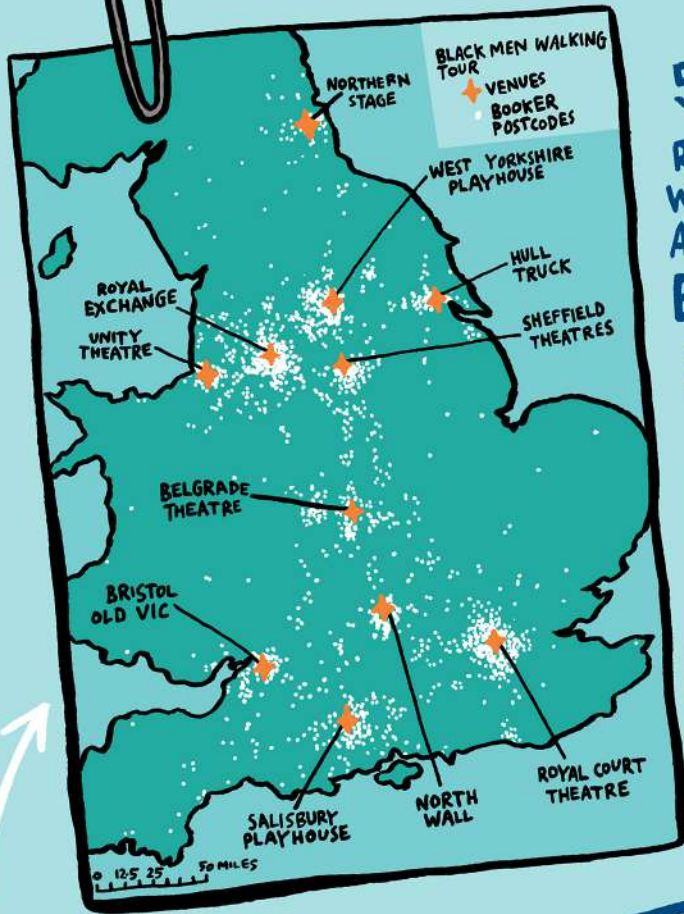 BLACK MEN WALKING
TOUR
VENUES
BOOKER
POSTCODES
NORTHERN
STAGE
WEST YORKSHIRE
PLAYHOUSE
HULL
TRUCK
ROYAL
EXCHANGE
UNITY
THEATRE
SHEFFIELD
THEATRES
BELGRADE
THEATRE
BRISTOL
OLD VIC
SALISBURY
PLAYHOUSE
NORTH
WALL
ROYAL COURT
THEATRE
0 12.5 25 50 MILES